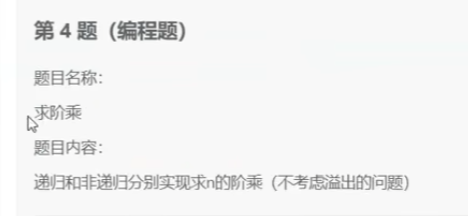 第 4 题（编程题）
题目名称：
求阶乘
题目内容：
递归和非递归分别实现求n的阶乘（不考虑溢出的问题）